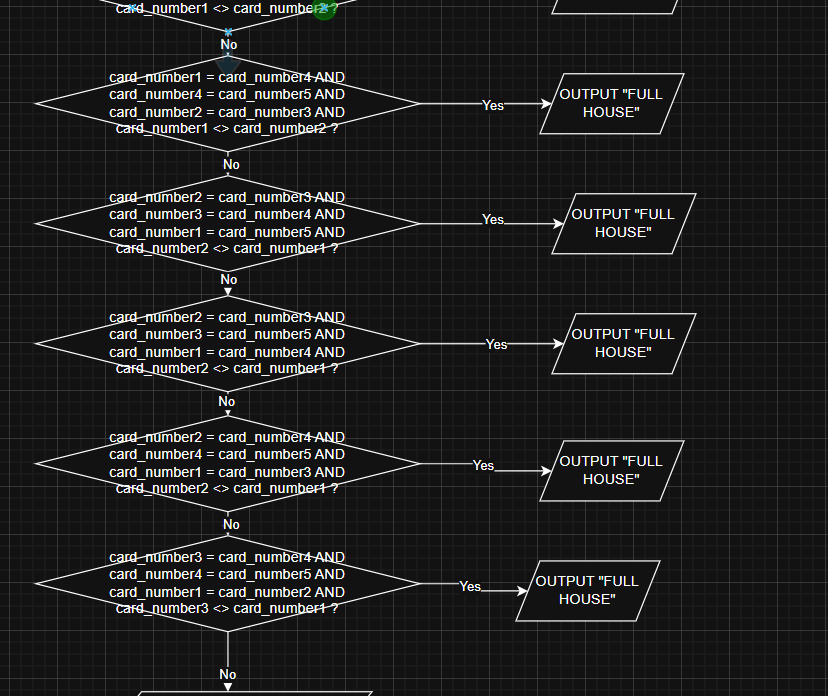 card_number1 <> card_number2 ?
No
card_number1 = card_number4 AND
card_number4 = card_number5 AND
card_number2 = card_number3 AND
card_number1 <> card_number2 ?
Yes
OUTPUT "FULL
HOUSE"
No
card_number2 = card_number3 AND
card_number3 = card_number4 AND
card_number1 = card_number5 AND
card_number2 <> card_number1 ?
Yes
OUTPUT "FULL
HOUSE"
No
card_number2 = card_number3 AND
card_number3 = card_number5 AND
card_number1 = card_number4 AND
card_number2 <> card_number1 ?
Yes
OUTPUT "FULL
HOUSE"
No
card_number2 = card_number4 AND
card_number4 = card_number5 AND
card_number1 = card_number3 AND
card_number2 <> card_number1 ?
Yes
OUTPUT "FULL
HOUSE"
No
card_number3 = card_number4 AND
card_number4 = card_number5 AND
card_number1 = card_number2 AND
card_number3 <> card_number1 ?
Yes
OUTPUT "FULL
HOUSE"
No